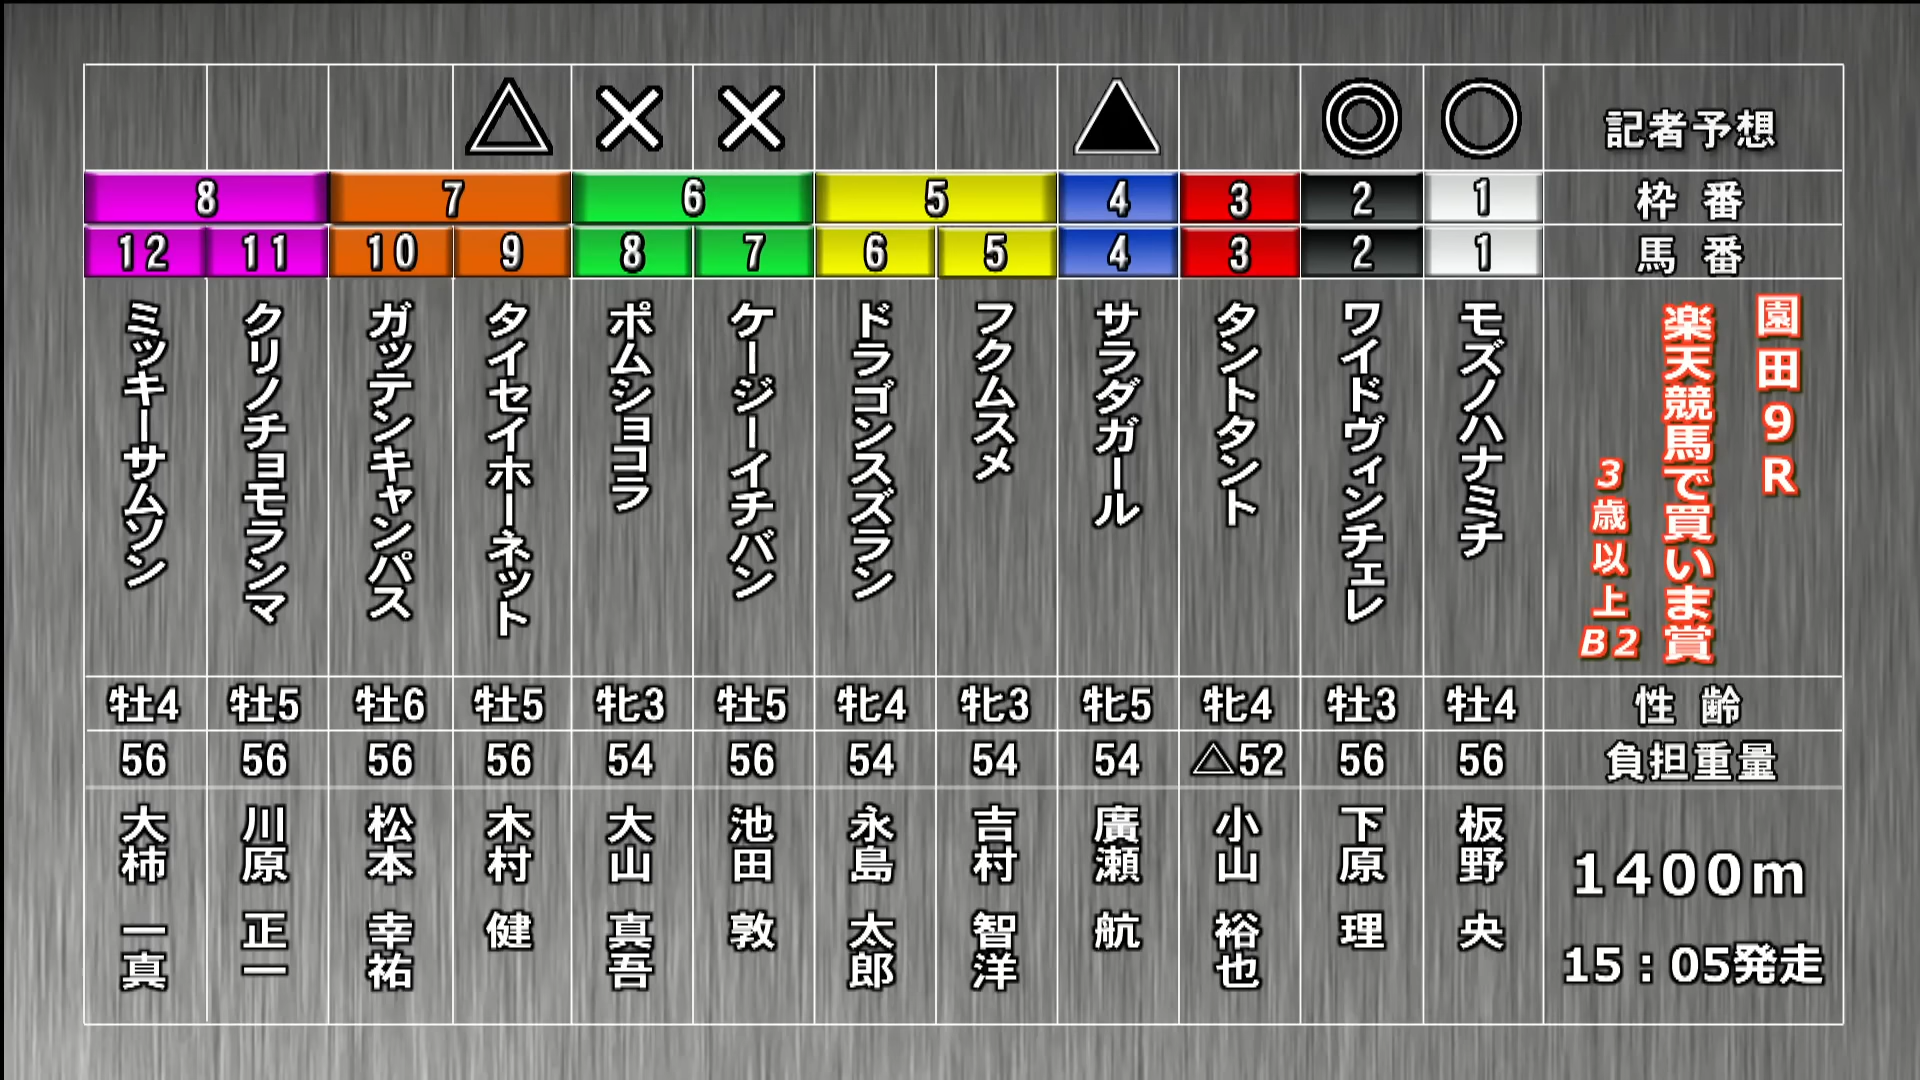 記者予想 ○ ◎ ▲ × × △
枠番 1 2 3 4 5 6 7 8
馬番 1 2 3 4 5 6 7 8 9 10 11 12
園田9R
楽天競馬で買いま賞
3歳以上B2
モズノハナミチ
ワイドヴィンチェレ
タントタント
サラダガール
フクムスメ
ドラゴンスズラン
ケージーイチバン
ポムショコラ
タイセイホーネット
ガッテンキャンパス
クリノチョモランマ
ミッキーサムソン
性齢 牡4 牡3 牝4 牝5 牝3 牝4 牡5 牝3 牡5 牡6 牡5 牡4
負担重量 56 56 △52 54 54 54 56 54 56 56 56 56
1400m
15:05発走
板野 央
下原 理
小山 裕也
廣瀬 航
吉村 智洋
永島 太郎
池田 敦
大山 真吾
木村 健
松本 幸祐
川原 正一
大柿 一真